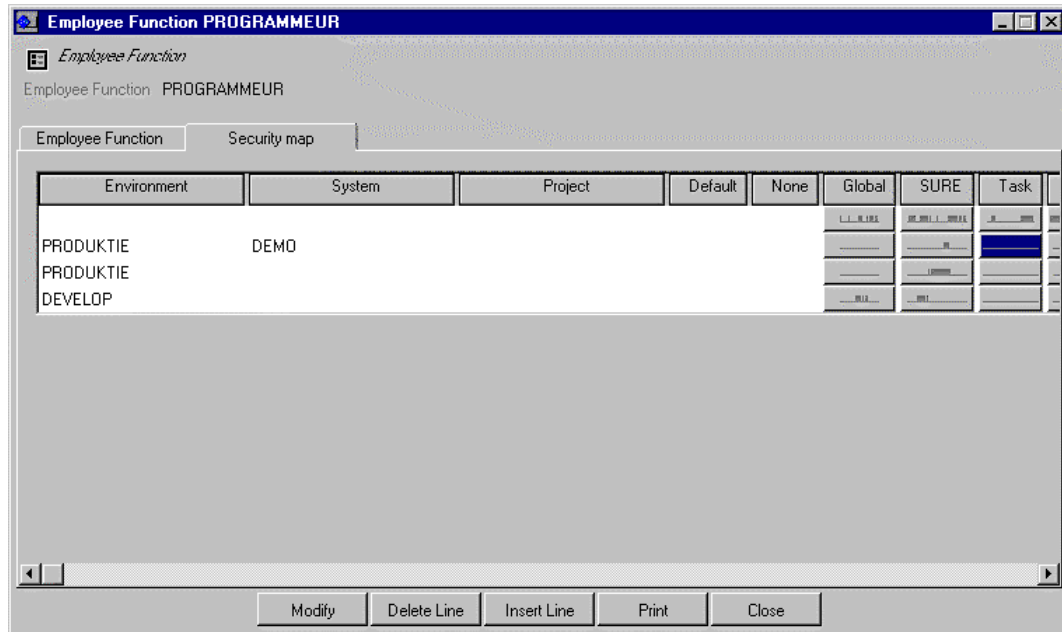 Employee Function PROGRAMMEUR
Employee Function
Employee Function PROGRAMMEUR
Employee Function Security map
Environment System Project Default None Global SURE Task
PRODUKTIE DEMO
PRODUKTIE
DEVELOP
Modify Delete Line Insert Line Print Close